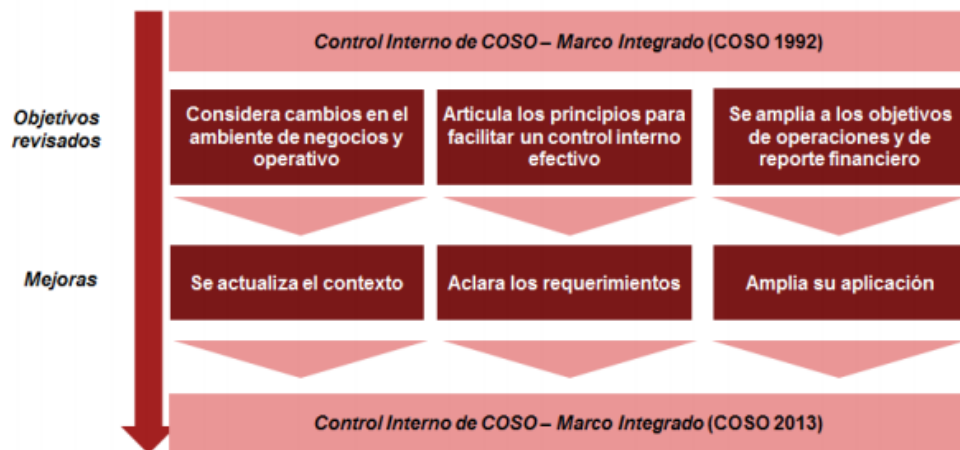 Control Interno de COSO – Marco Integrado (COSO 1992)
Objetivos
revisados
Considera cambios en el
ambiente de negocios y
operativo
Articula los principios para
facilitar un control interno
efectivo
Se amplia a los objetivos
de operaciones y de
reporte financiero
Mejoras
Se actualiza el contexto
Aclara los requerimientos
Amplia su aplicación
Control Interno de COSO – Marco Integrado (COSO 2013)